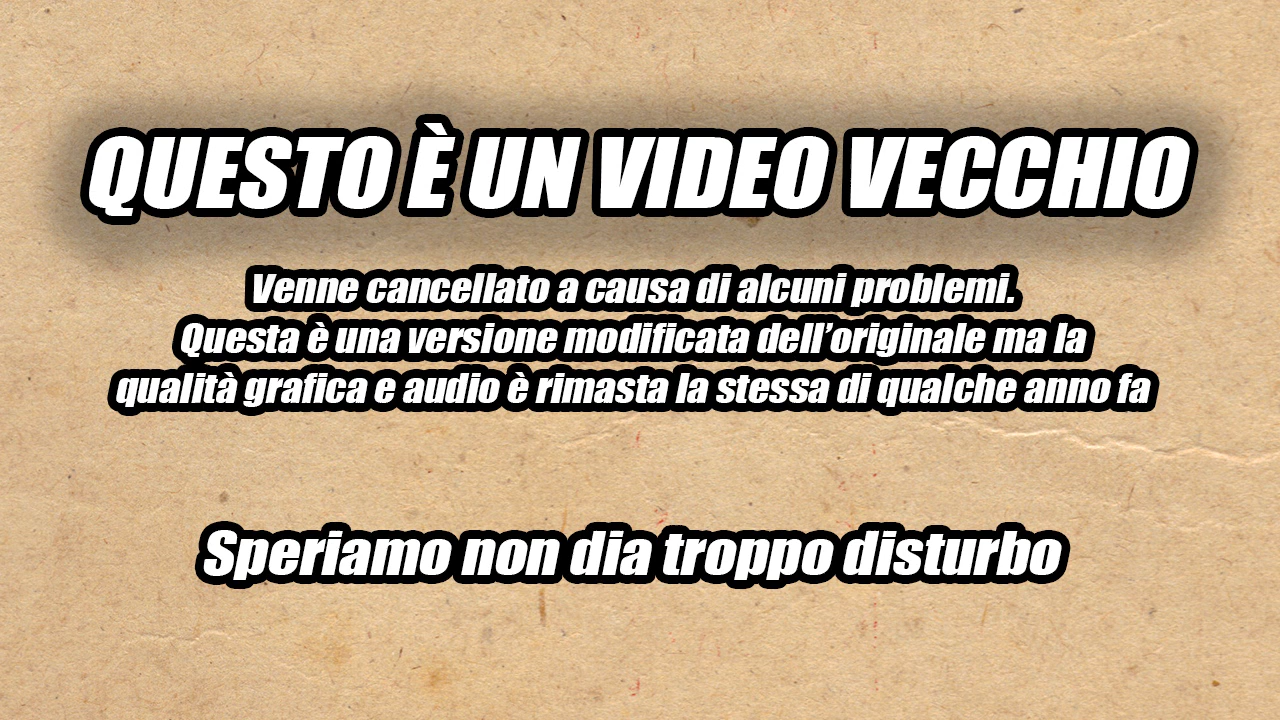 QUESTO È UN VIDEO VECCHIO
Venne cancellato a causa di alcuni problemi.
Questa è una versione modificata dell’originale ma la
qualità grafica e audio è rimasta la stessa di qualche anno fa
Speriamo non dia troppo disturbo